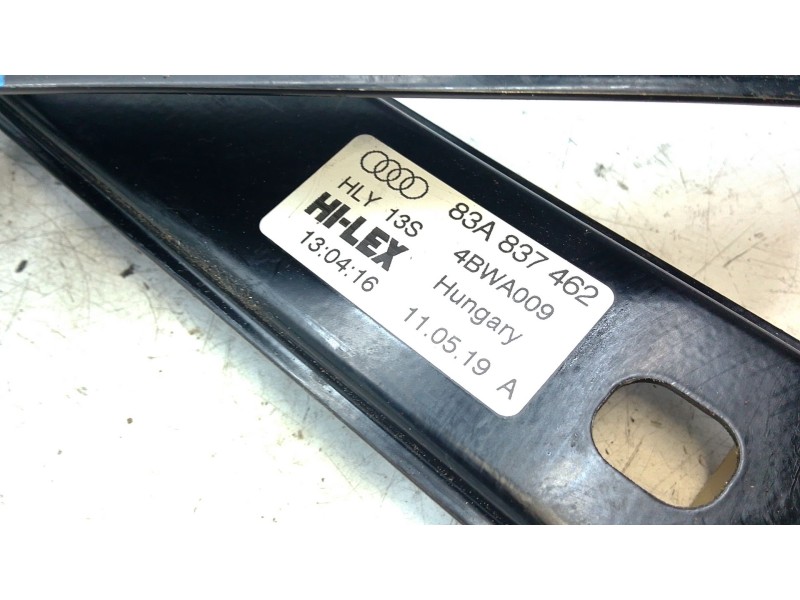 83A 837 462
HLY 13S
4BWA009
HI-LEX
Hungary
13:04:16
11.05.19 A